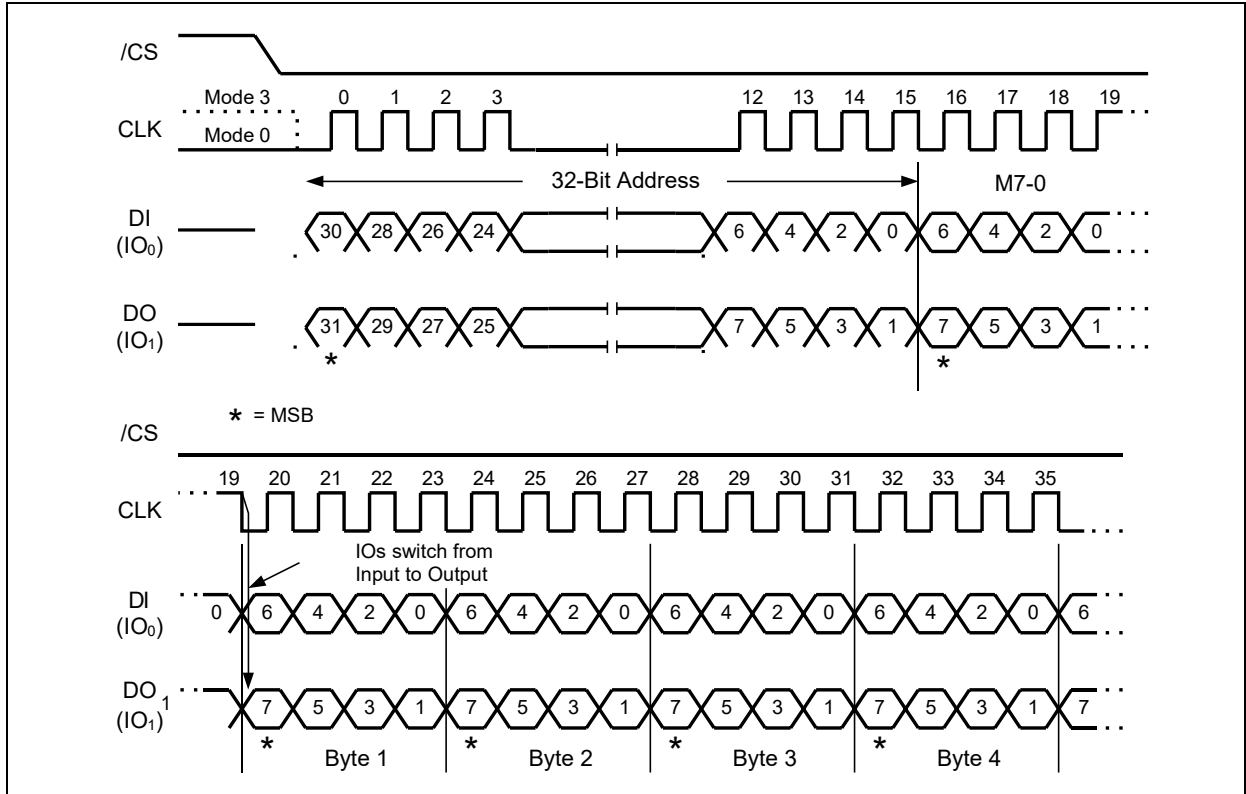 /CS
Mode 3 0 1 2 3 12 13 14 15 16 17 18 19
CLK
Mode 0
32-Bit Address M7-0
DI
(IO₀)
30 28 26 24 6 4 2 0 6 4 2 0
DO
(IO₁)
31 29 27 25 7 5 3 1 7 5 3 1
* *
* = MSB
/CS
19 20 21 22 23 24 25 26 27 28 29 30 31 32 33 34 35
CLK
IOs switch from
Input to Output
DI
(IO₀)
0 6 4 2 0 6 4 2 0 6 4 2 0 6 4 2 0 6
DO
(IO₁)
1 7 5 3 1 7 5 3 1 7 5 3 1 7 5 3 1 7
* * * *
Byte 1 Byte 2 Byte 3 Byte 4